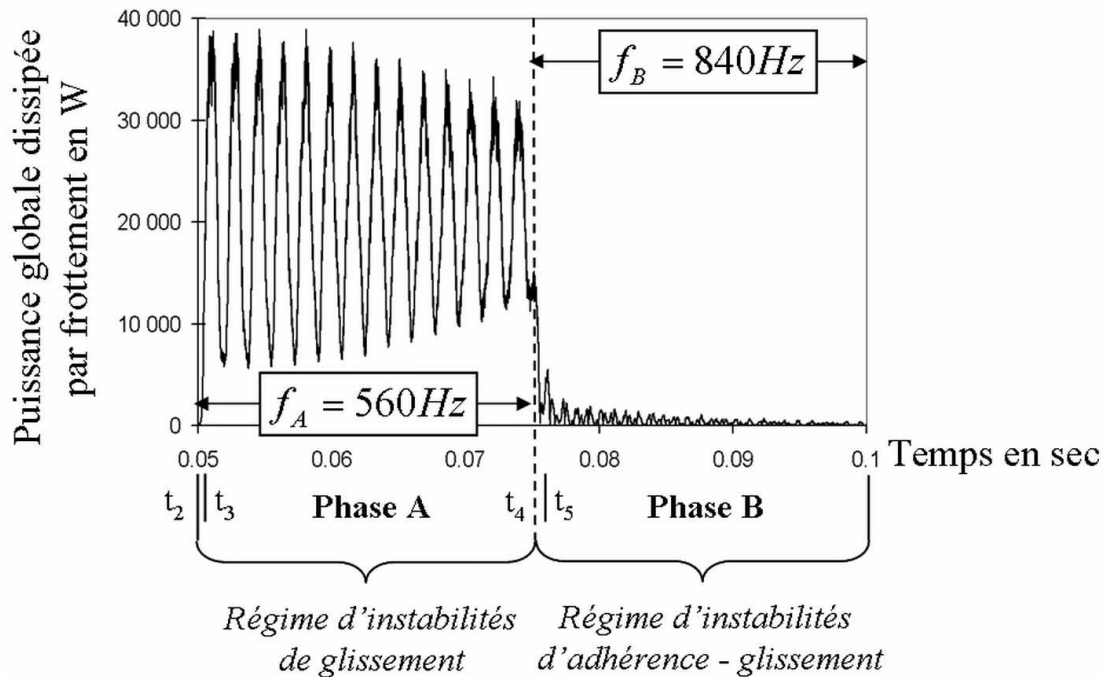 Puissance globale dissipée
par frottement en W
40 000
30 000
20 000
10 000
0
f_B = 840Hz
f_A = 560Hz
0.05
0.06
0.07
0.08
0.09
0.1
Temps en sec
t₂
t₃
Phase A
t₄
t₅
Phase B
Régime d'instabilités
de glissement
Régime d'instabilités
d'adhérence - glissement